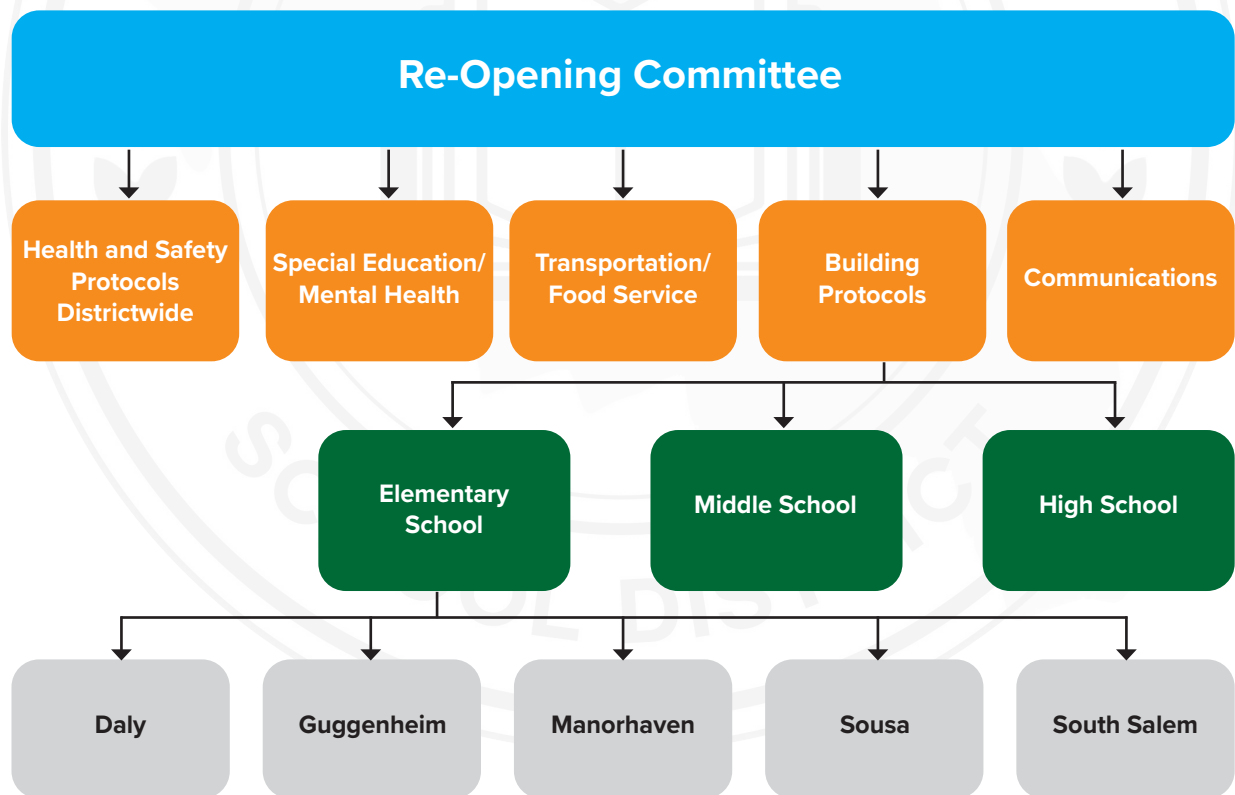 Re-Opening Committee
Health and Safety
Protocols
Districtwide
Special Education/
Mental Health
Transportation/
Food Service
Building
Protocols
Communications
Elementary
School
Middle School
High School
Daly
Guggenheim
Manorhaven
Sousa
South Salem